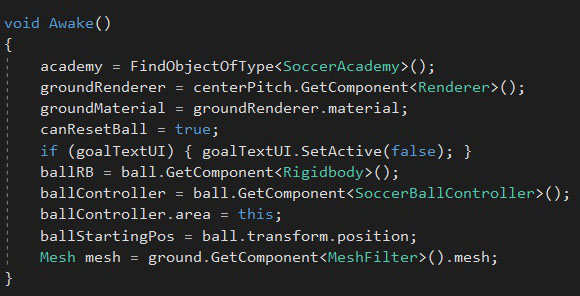 void Awake()
{
    academy = FindObjectOfType<SoccerAcademy>();
    groundRenderer = centerPitch.GetComponent<Renderer>();
    groundMaterial = groundRenderer.material;
    canResetBall = true;
    if (goalTextUI) { goalTextUI.SetActive(false); }
    ballRB = ball.GetComponent<Rigidbody>();
    ballController = ball.GetComponent<SoccerBallController>();
    ballController.area = this;
    ballStartingPos = ball.transform.position;
    Mesh mesh = ground.GetComponent<MeshFilter>().mesh;
}